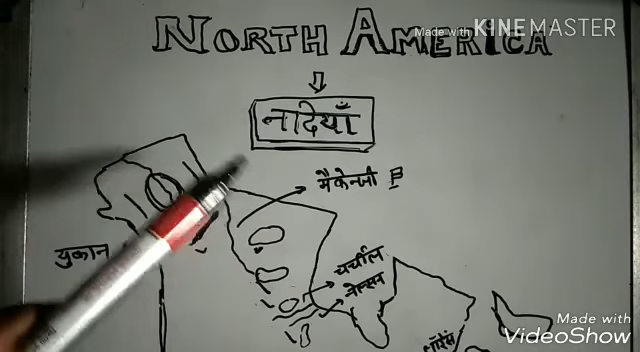 NORTH AMERICA
Made with KINEMASTER
नदियाँ
मैकेन्जी
युकान
चर्चील
नेल्सन
Made with
VideoShow